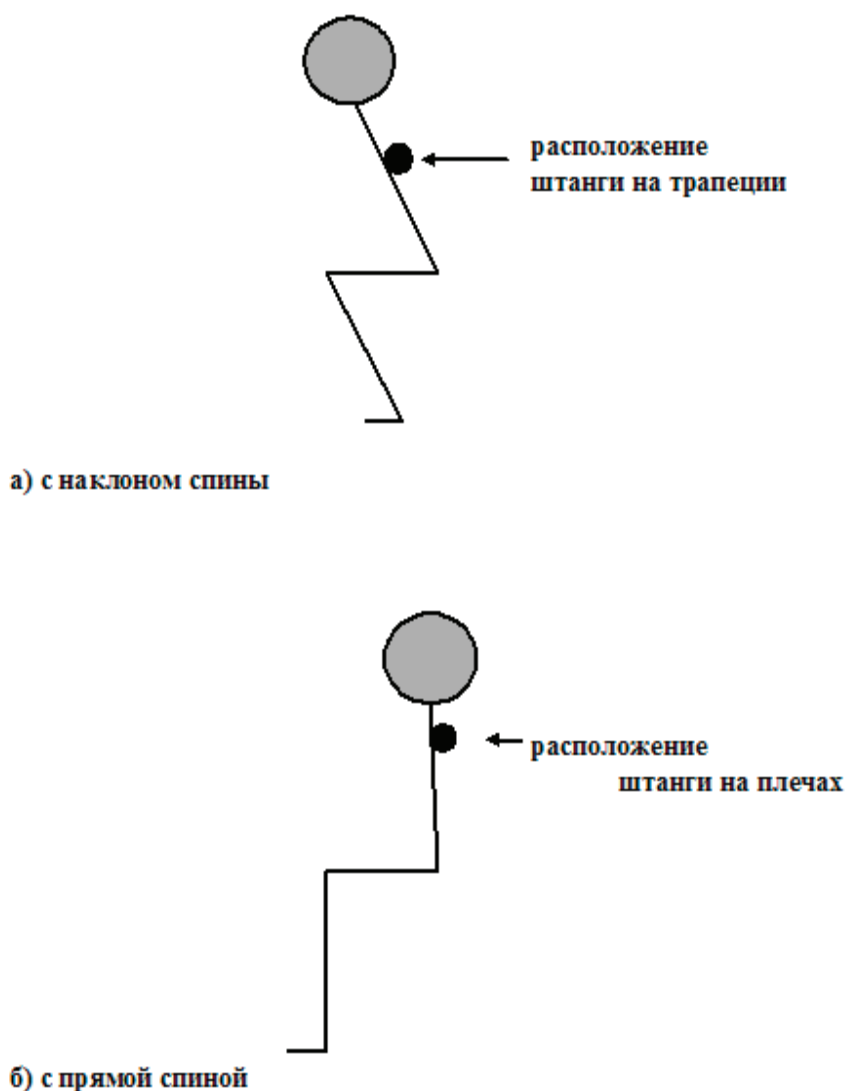 расположение
штанги на трапеции
а) с наклоном спины
расположение
штанги на плечах
б) с прямой спиной